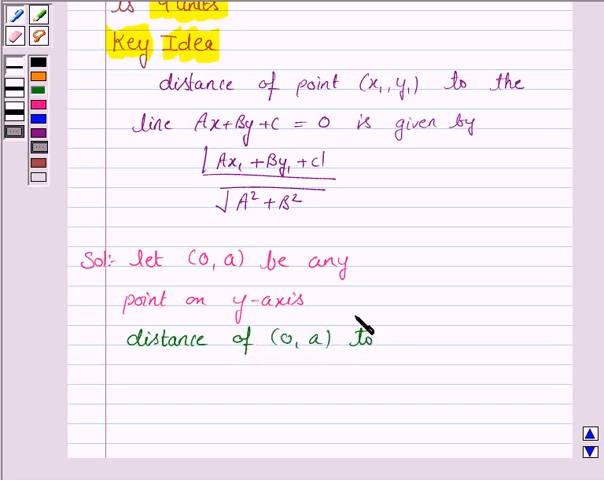 is 4 units
Key Idea
distance of point (x₁, y₁) to the
line Ax+By+C = 0 is given by
|Ax₁ + By₁ + C|
√A² + B²
Sol:- let (0, a) be any
point on y-axis
distance of (0, a) to